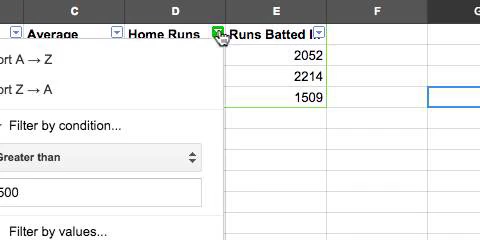 C D E F
Average Home Runs Runs Batted I
ort A → Z 2052
2214
ort Z → A 1509
Filter by condition...
Greater than
500
Filter by values...